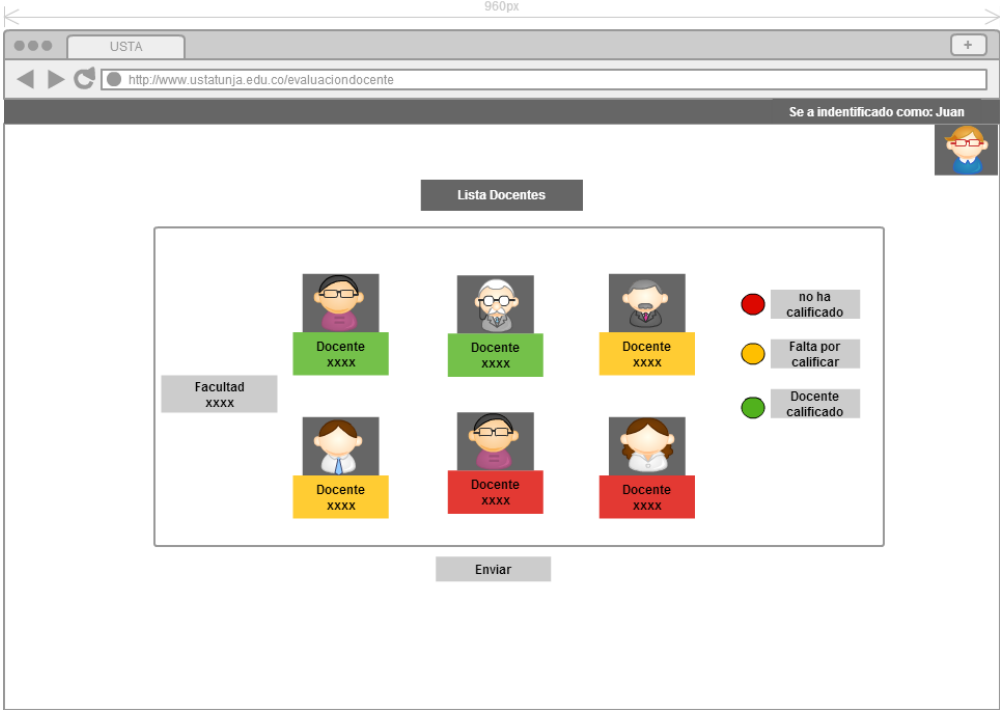 960px
USTA
+
http://www.ustatunja.edu.co/evaluaciondocente
Se a indentificado como: Juan
Lista Docentes
Docente
xxxx
Docente
xxxx
Docente
xxxx
no ha
calificado
Falta por
calificar
Docente
calificado
Facultad
xxxx
Docente
xxxx
Docente
xxxx
Docente
xxxx
Enviar